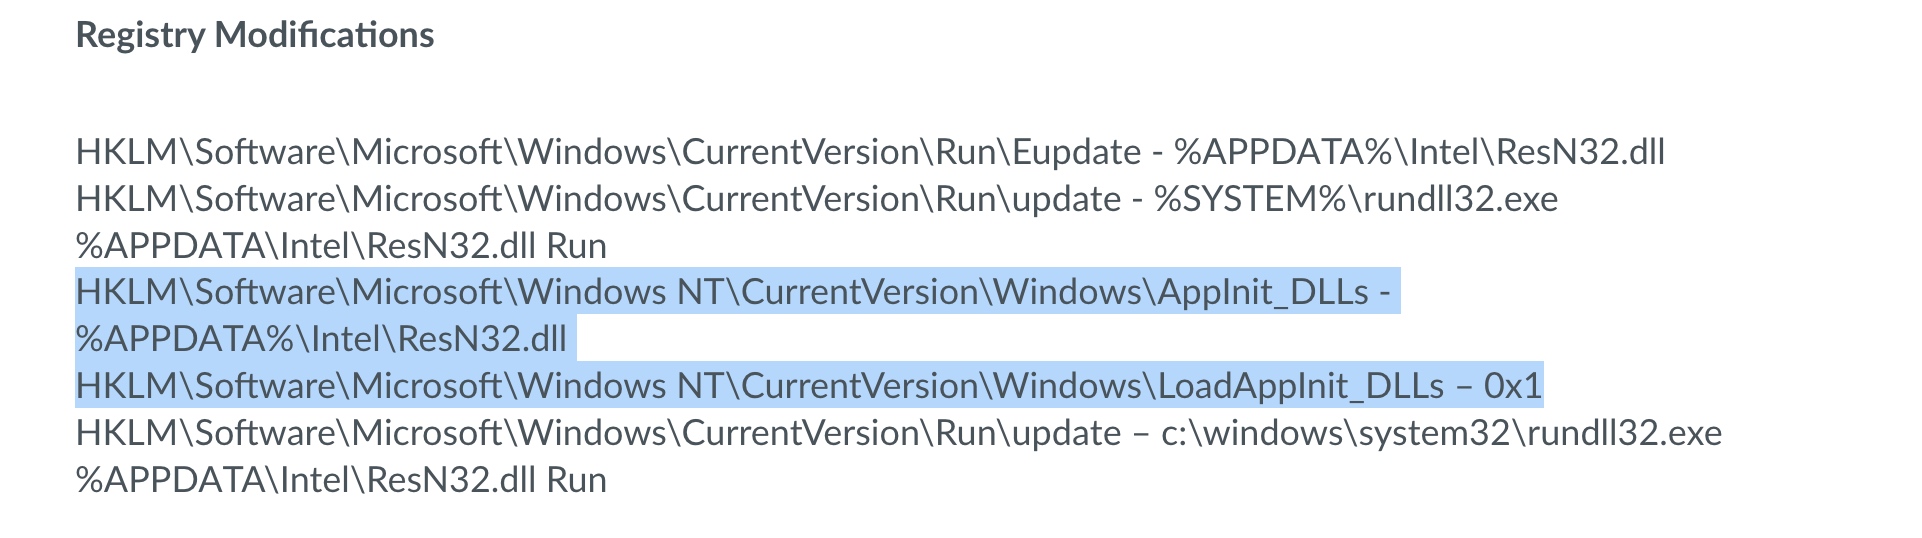 Registry Modifications
HKLM\Software\Microsoft\Windows\CurrentVersion\Run\Eupdate - %APPDATA%\Intel\ResN32.dll
HKLM\Software\Microsoft\Windows\CurrentVersion\Run\update - %SYSTEM%\rundll32.exe
%APPDATA\Intel\ResN32.dll Run
HKLM\Software\Microsoft\Windows NT\CurrentVersion\Windows\AppInit_DLLs -
%APPDATA%\Intel\ResN32.dll
HKLM\Software\Microsoft\Windows NT\CurrentVersion\Windows\LoadAppInit_DLLs – 0x1
HKLM\Software\Microsoft\Windows\CurrentVersion\Run\update – c:\windows\system32\rundll32.exe
%APPDATA\Intel\ResN32.dll Run